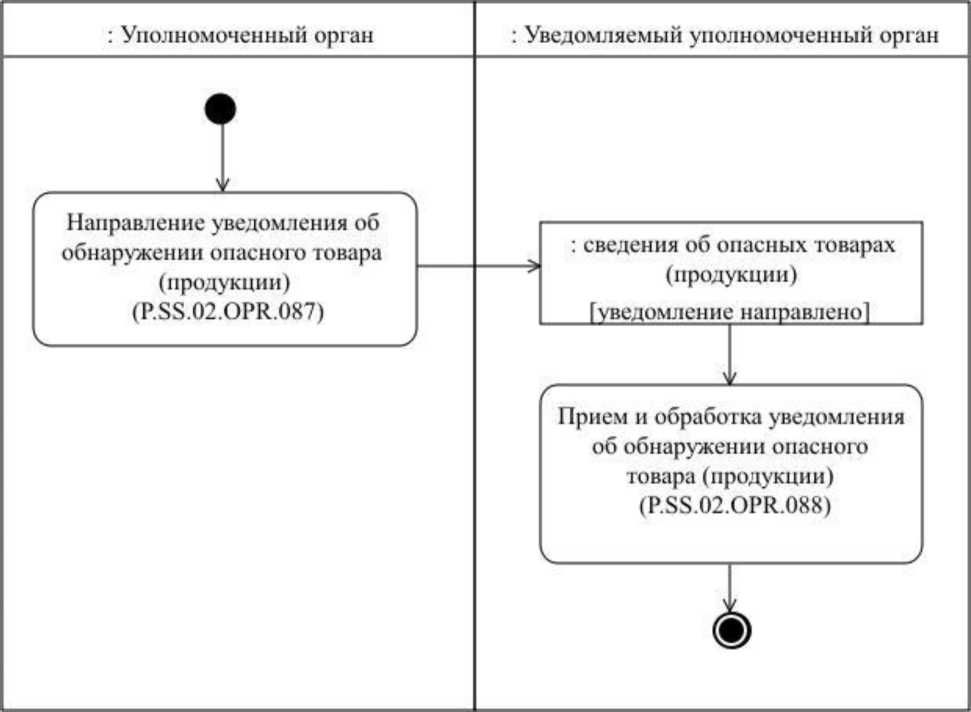 : Уполномоченный орган
: Уведомляемый уполномоченный орган
Направление уведомления об
обнаружении опасного товара
(продукции)
(P.SS.02.OPR.087)
: сведения об опасных товарах
(продукции)
[уведомление направлено]
Прием и обработка уведомления
об обнаружении опасного
товара (продукции)
(P.SS.02.OPR.088)